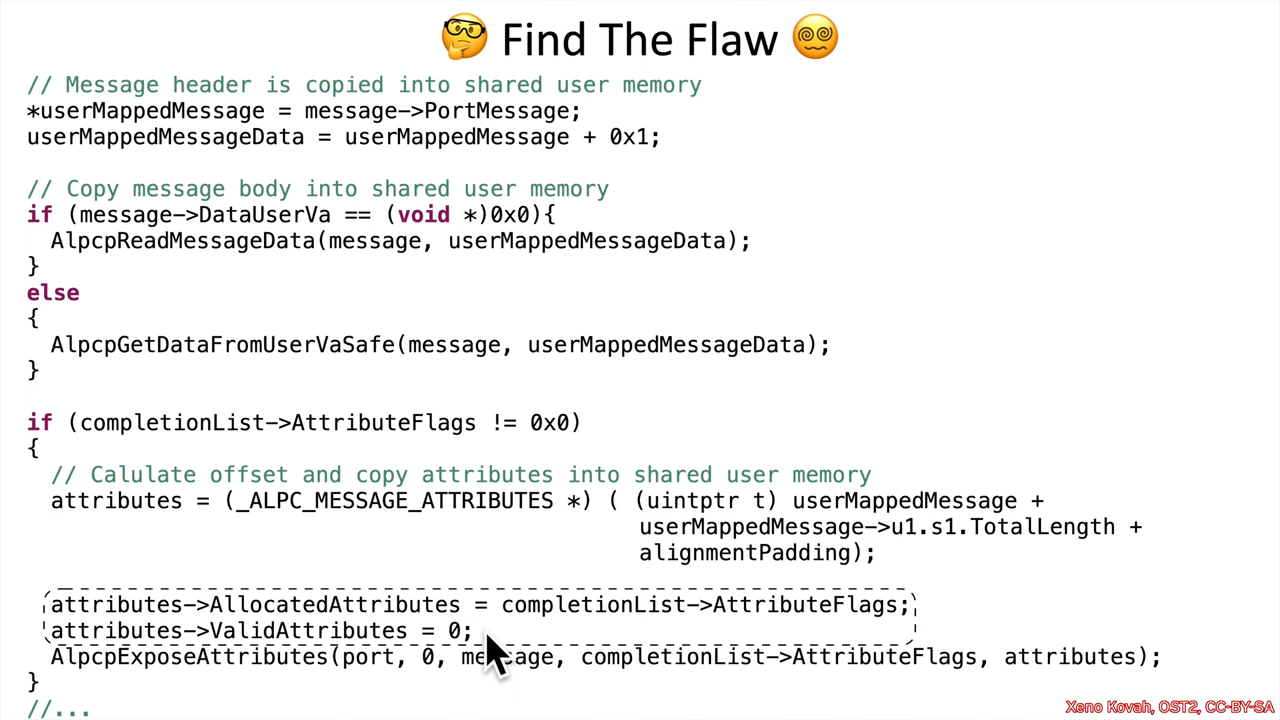 Find The Flaw
// Message header is copied into shared user memory
*userMappedMessage = message->PortMessage;
userMappedMessageData = userMappedMessage + 0x1;
// Copy message body into shared user memory
if (message->DataUserVa == (void *)0x0){
AlpcpReadMessageData(message, userMappedMessageData);
}
else
{
AlpcpGetDataFromUserVaSafe(message, userMappedMessageData);
}
if (completionList->AttributeFlags != 0x0)
{
// Calulate offset and copy attributes into shared user memory
attributes = (_ALPC_MESSAGE_ATTRIBUTES *) ( (uintptr t) userMappedMessage +
userMappedMessage->u1.s1.TotalLength +
alignmentPadding);
attributes->AllocatedAttributes = completionList->AttributeFlags;
attributes->ValidAttributes = 0;
AlpcpExposeAttributes(port, 0, message, completionList->AttributeFlags, attributes);
}
//...
Xeno Kovah, OST2, CC-BY-SA